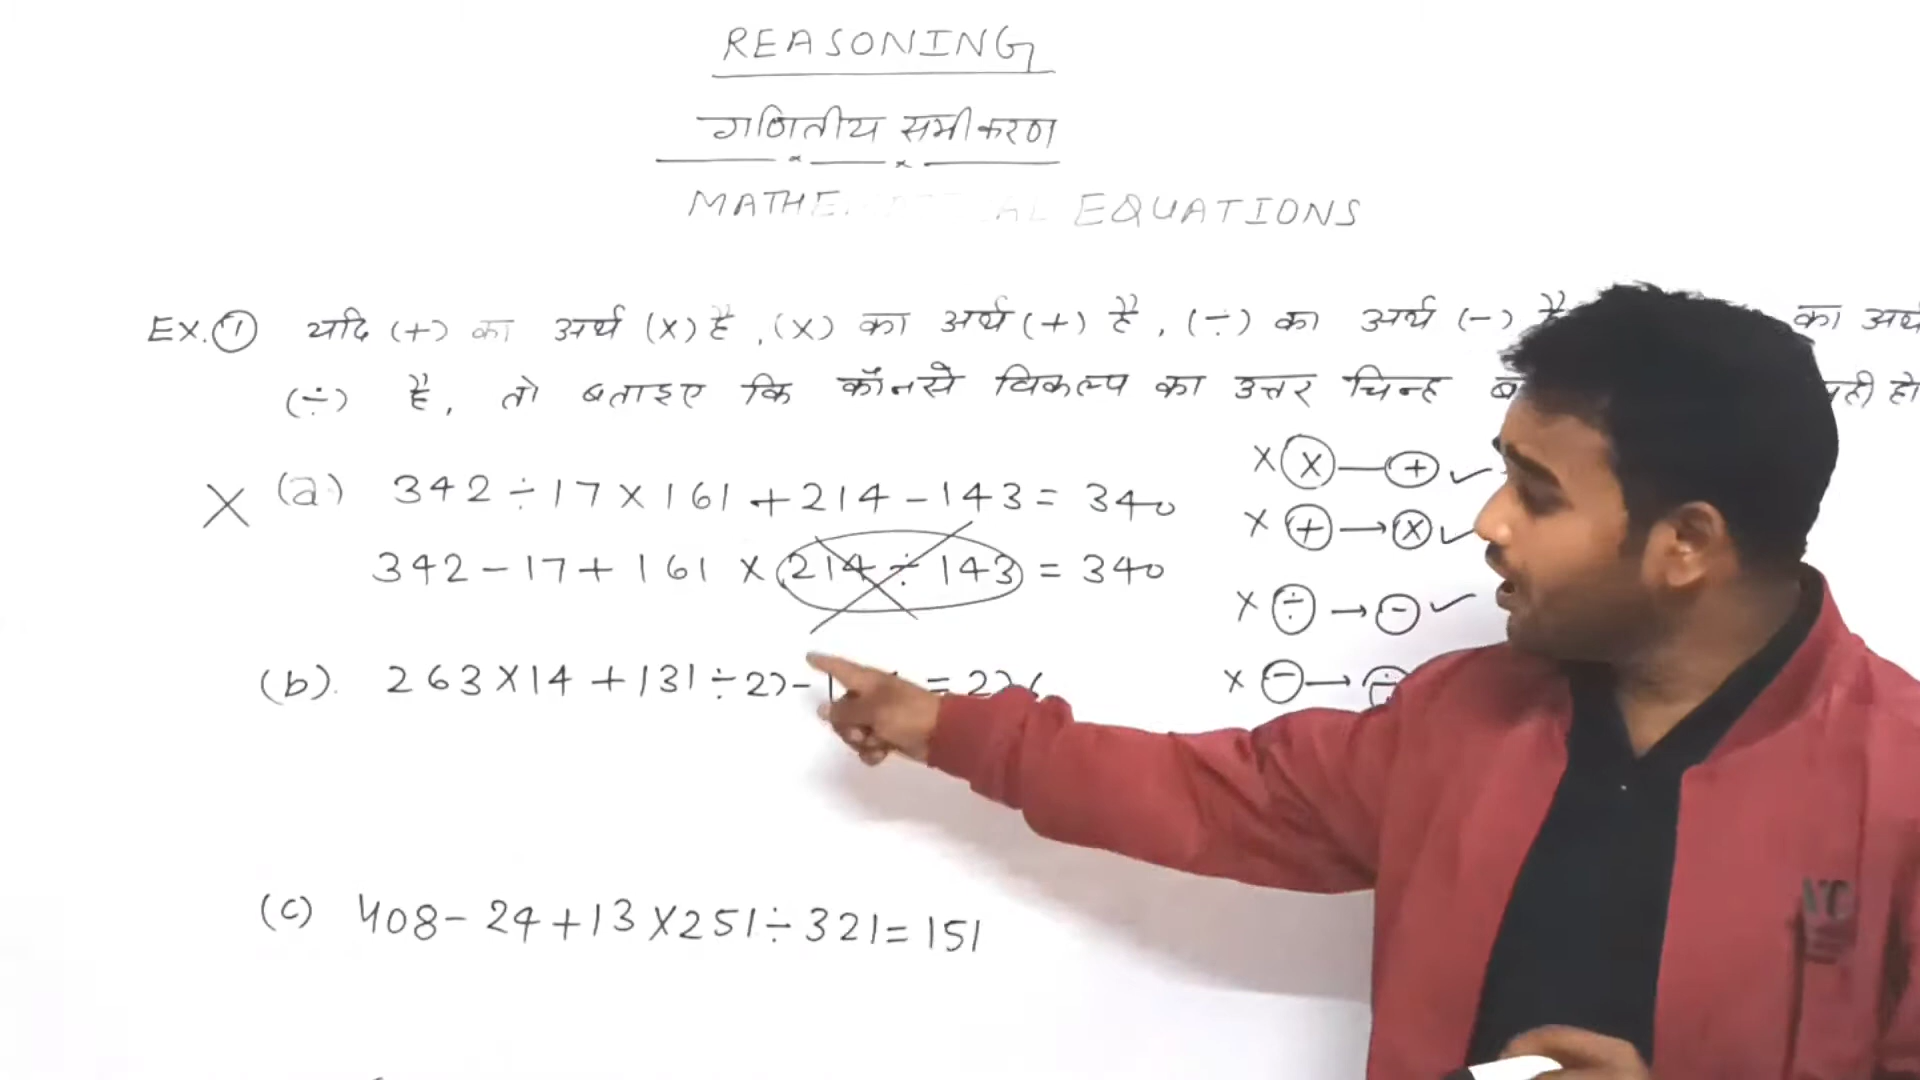 REASONING
गणितीय समीकरण
MATHE AL EQUATIONS
Ex.① यदि (+) का अर्थ (×) है, (×) का अर्थ (+) है, (÷) का अर्थ (-) है का अर्थ
(÷) है, तो बताइए कि कौनसे विकल्प का उत्तर चिन्ह
× (a) 342 ÷ 17 × 161 + 214 - 143 = 340
342 - 17 + 161 × 214 ÷ 143 = 340
(b). 263 × 14 + 131 ÷ 22 -
(c) 408 - 24 + 13 × 251 ÷ 321 = 151
× × — + ✓
× + → × ✓
× ÷ → - ✓
× - → ÷